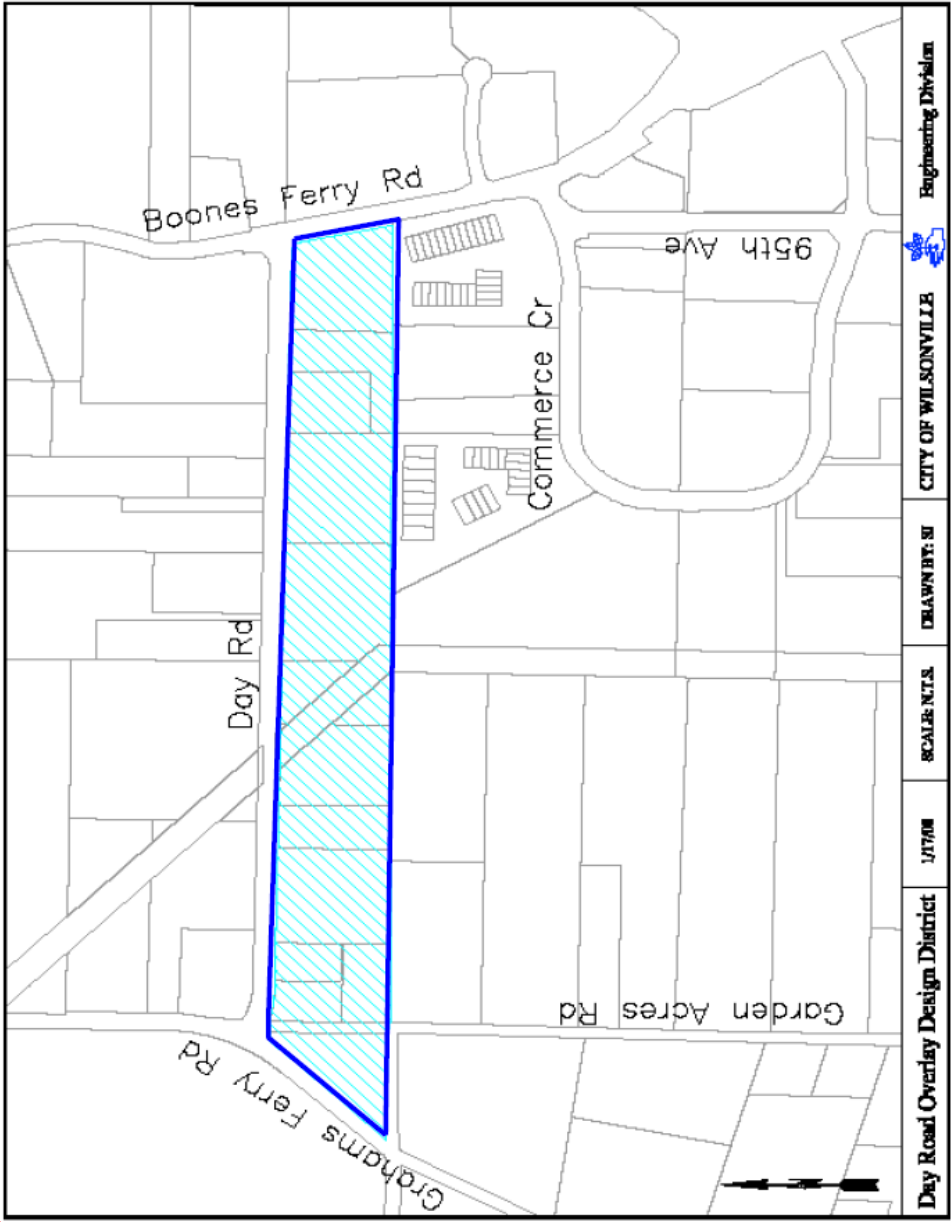 Boones Ferry Rd
Day Rd
95th Ave
Commerce Cr
Grahams Ferry Rd
Garden Acres Rd
Day Road Overlay Design District
1/17/08
SCALE: N.T.S.
DRAWN BY: SI
CITY OF WILSONVILLE
Engineering Division